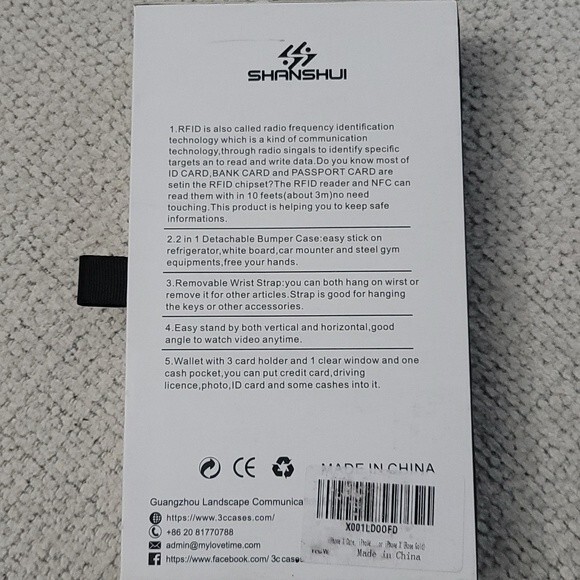 SHANSHUI
1.RFID is also called radio frequency identification
technology which is a kind of communication
technology,through radio singals to identify specific
targets an to read and write data.Do you know most of
ID CARD,BANK CARD and PASSPORT CARD are
setin the RFID chipset?The RFID reader and NFC can
read them with in 10 feets(about 3m)no need
touching.This product is helping you to keep safe
informations.
2.2 in 1 Detachable Bumper Case:easy stick on
refrigerator,white board,car mounter and steel gym
equipments,free your hands.
3.Removable Wrist Strap:you can both hang on wirst or
remove it for other articles.Strap is good for hanging
the keys or other accessories.
4.Easy stand by both vertical and horizontal,good
angle to watch video anytime.
5.Wallet with 3 card holder and 1 clear window and one
cash pocket,you can put credit card,driving
licence,photo,ID card and some cashes into it.
CE
MADE IN CHINA
Guangzhou Landscape Communica
https://www.3ccases.com/
+86 20 81770788
admin@mylovetime.com
https://www.facebook.com/3ccase
X001LDOOFD
iPhone X Case, iPhone or iPhone X (Rose Gold)
New
Made in China